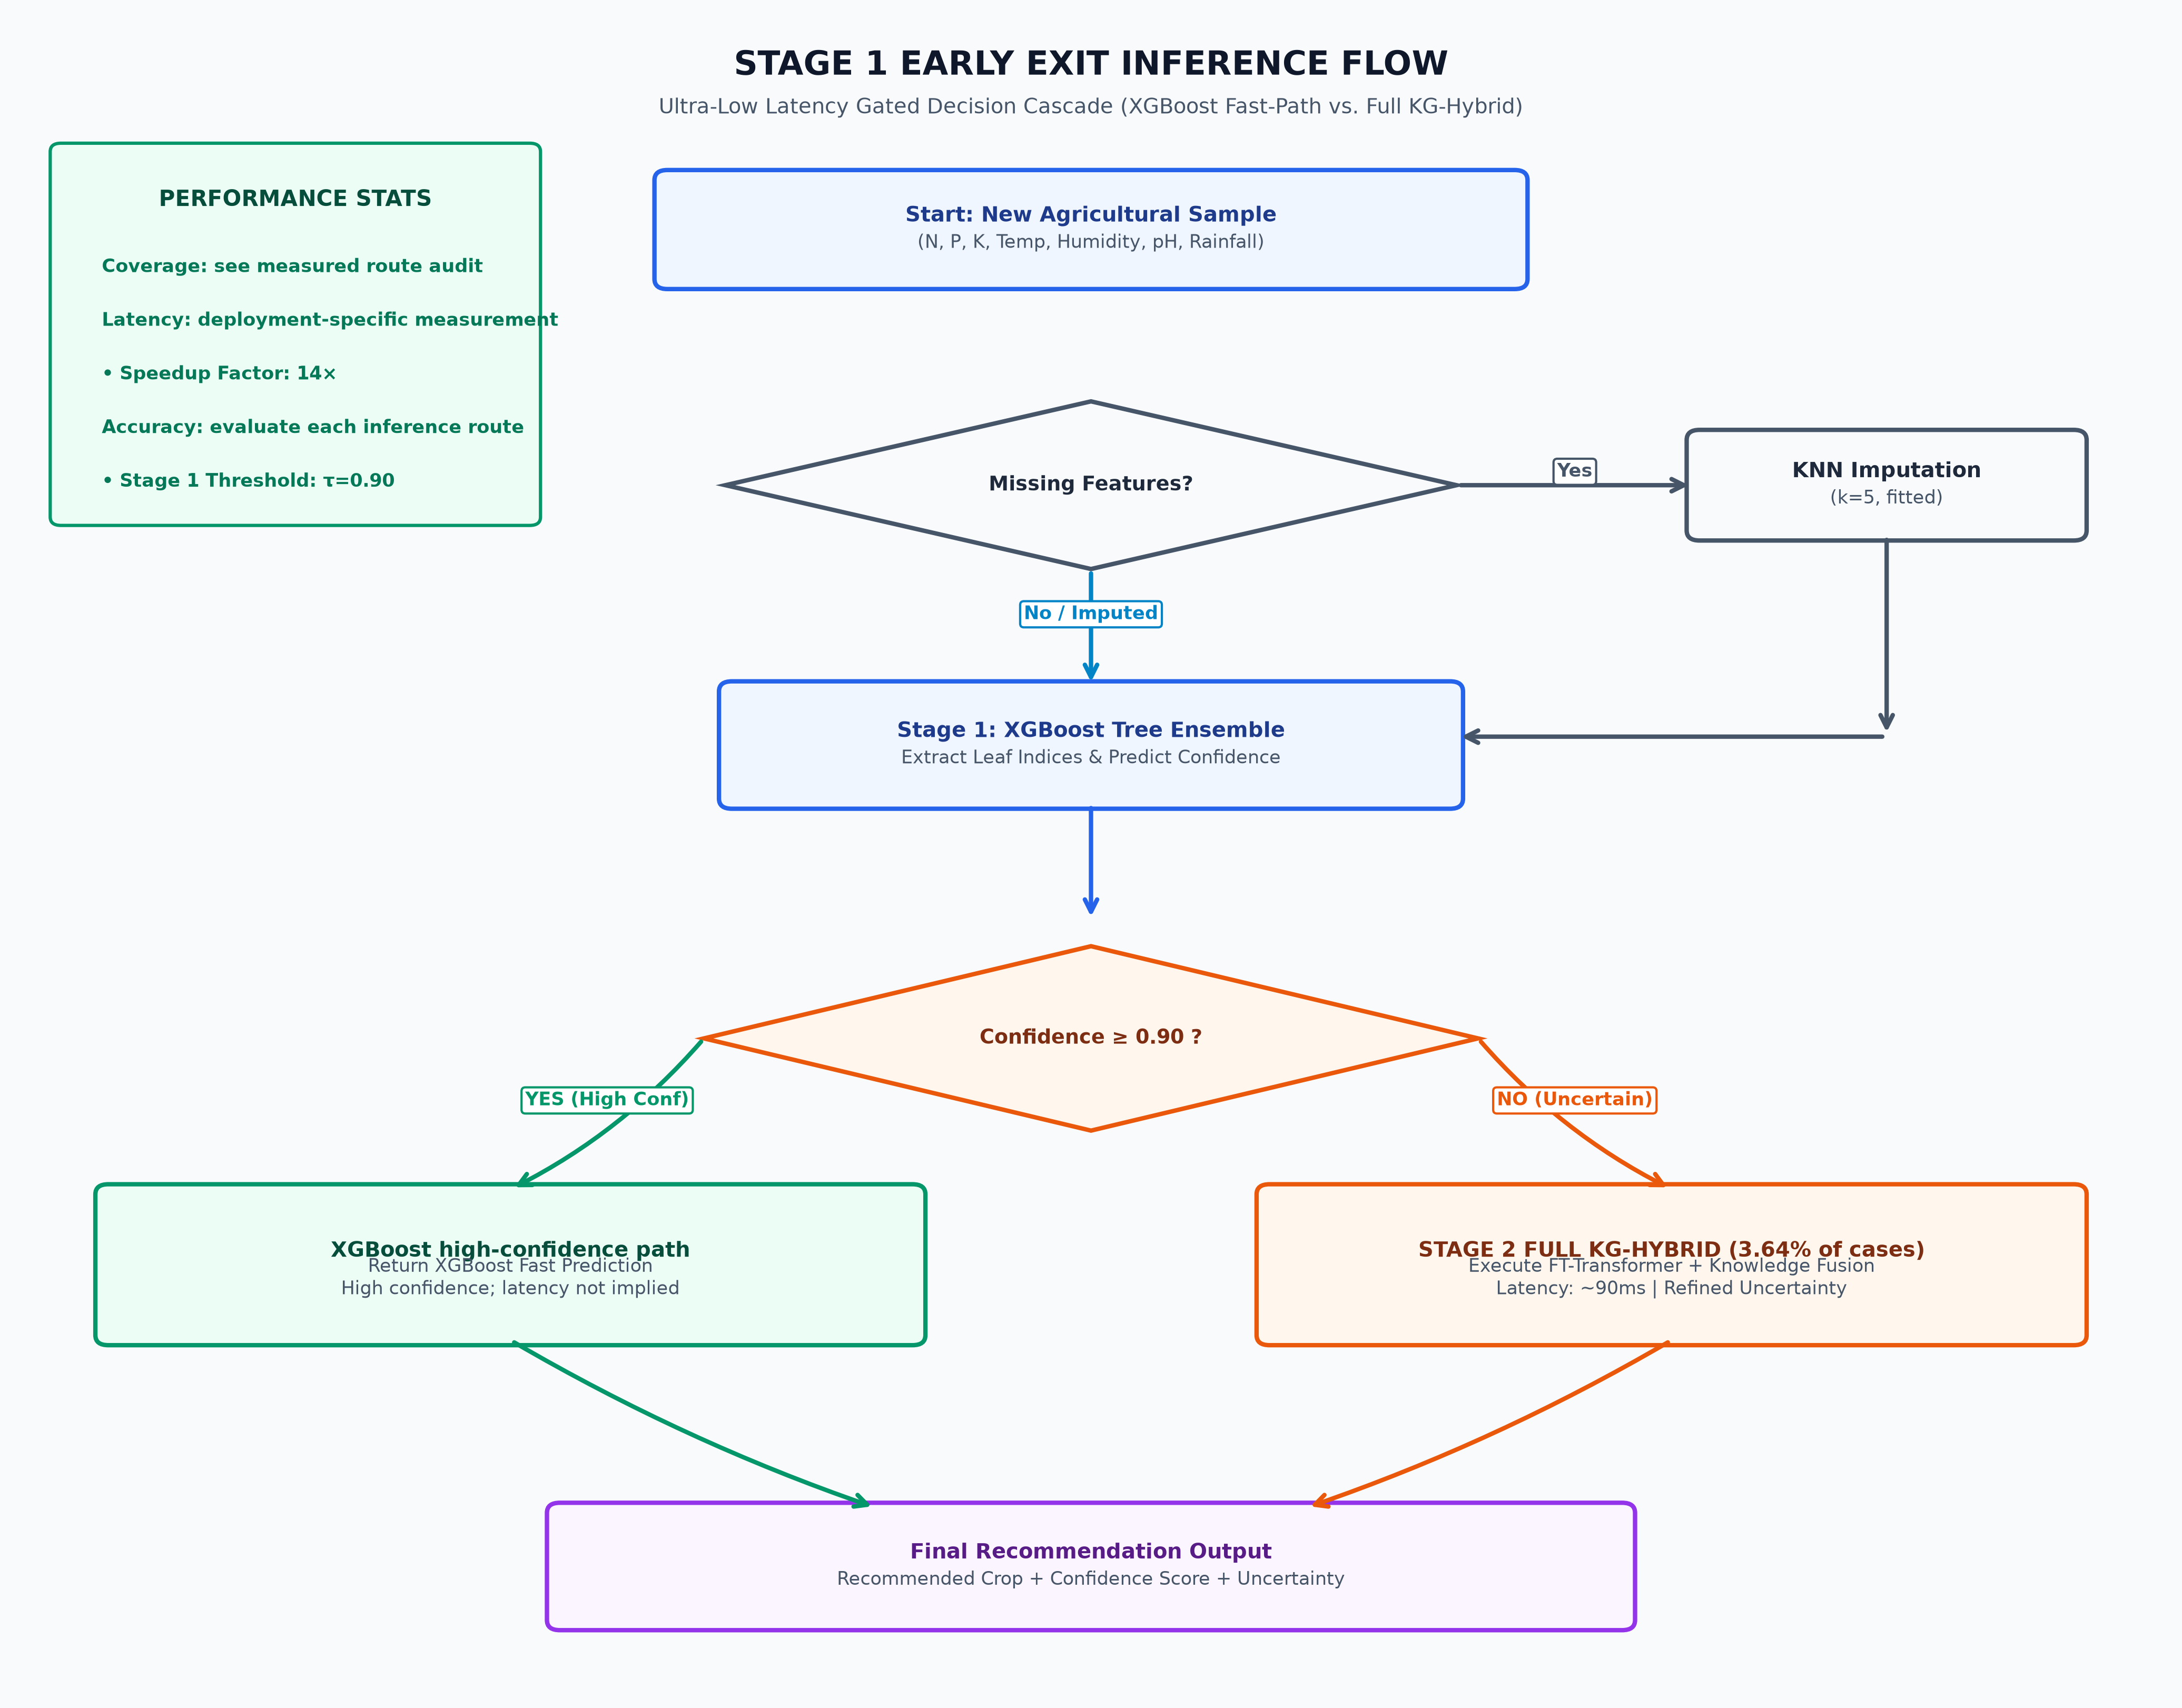 STAGE 1 EARLY EXIT INFERENCE FLOW
Ultra-Low Latency Gated Decision Cascade (XGBoost Fast-Path vs. Full KG-Hybrid)
PERFORMANCE STATS
Coverage: see measured route audit
Latency: deployment-specific measurement
• Speedup Factor: 14×
Accuracy: evaluate each inference route
• Stage 1 Threshold: τ=0.90
Start: New Agricultural Sample
(N, P, K, Temp, Humidity, pH, Rainfall)
Missing Features?
Yes
KNN Imputation
(k=5, fitted)
No / Imputed
Stage 1: XGBoost Tree Ensemble
Extract Leaf Indices & Predict Confidence
Confidence ≥ 0.90 ?
YES (High Conf)
NO (Uncertain)
XGBoost high-confidence path
Return XGBoost Fast Prediction
High confidence; latency not implied
STAGE 2 FULL KG-HYBRID (3.64% of cases)
Execute FT-Transformer + Knowledge Fusion
Latency: ~90ms | Refined Uncertainty
Final Recommendation Output
Recommended Crop + Confidence Score + Uncertainty